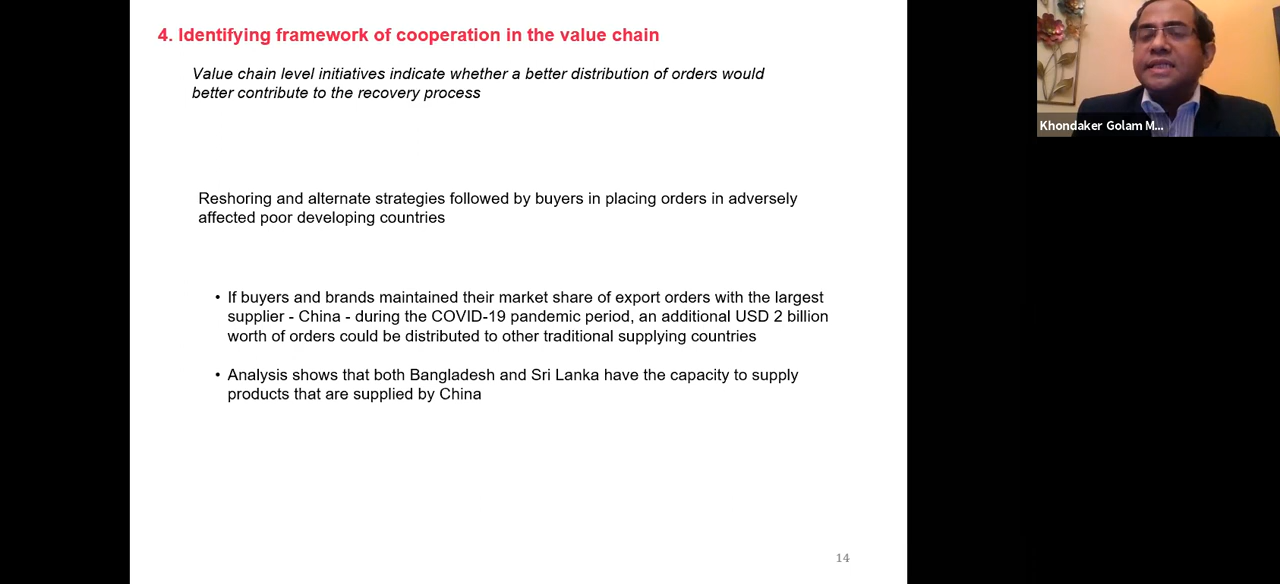 4. Identifying framework of cooperation in the value chain
Value chain level initiatives indicate whether a better distribution of orders would
better contribute to the recovery process
Reshoring and alternate strategies followed by buyers in placing orders in adversely
affected poor developing countries
• If buyers and brands maintained their market share of export orders with the largest
supplier - China - during the COVID-19 pandemic period, an additional USD 2 billion
worth of orders could be distributed to other traditional supplying countries
• Analysis shows that both Bangladesh and Sri Lanka have the capacity to supply
products that are supplied by China
14
Khondaker Golam M...